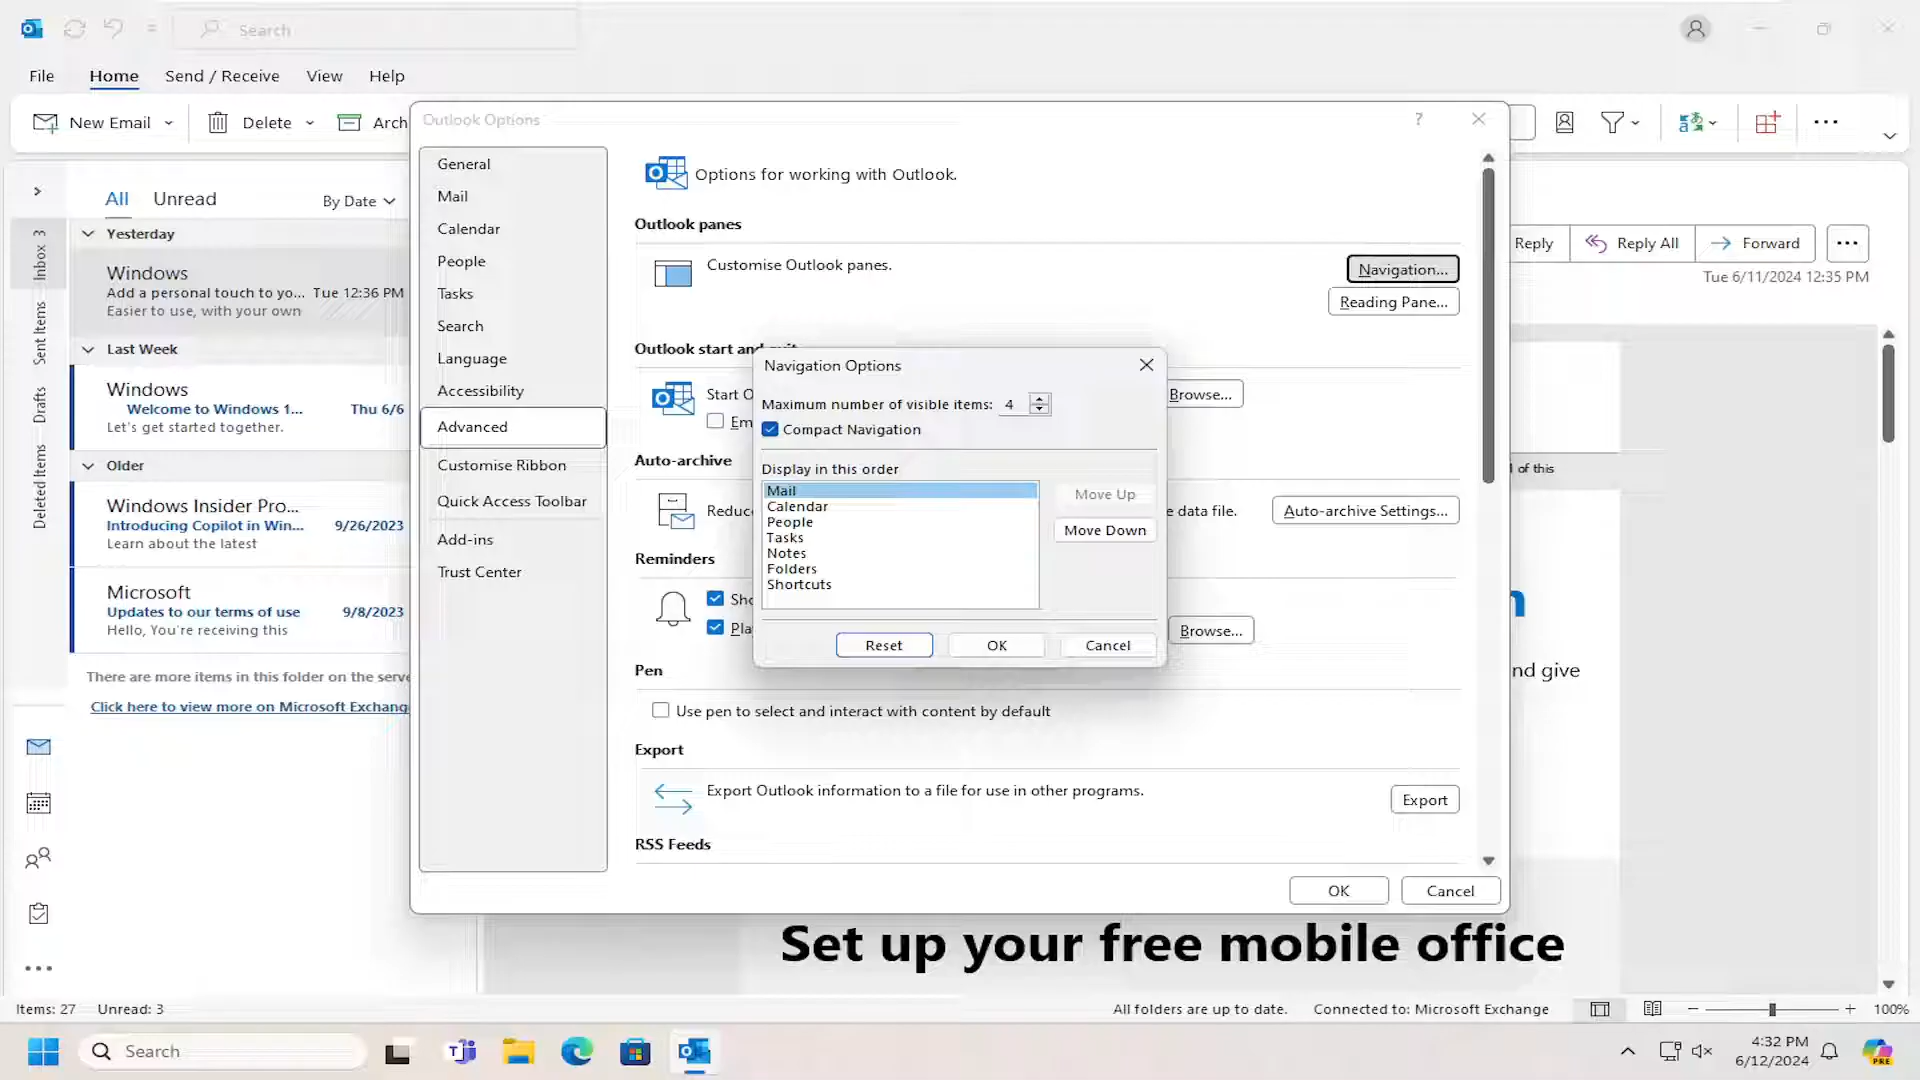 Search
File Home Send / Receive View Help
New Email Delete Arch
Outlook Options
All Unread By Date
Yesterday
Windows
Add a personal touch to yo... Tue 12:36 PM
Easier to use, with your own
Last Week
Windows
Welcome to Windows 1... Thu 6/6
Let's get started together.
Older
Windows Insider Pro...
Introducing Copilot in Win... 9/26/2023
Learn about the latest
Microsoft
Updates to our terms of use 9/8/2023
Hello, You're receiving this
There are more items in this folder on the serve
Click here to view more on Microsoft Exchang
Inbox 3
Sent Items
Drafts
Deleted Items
General
Mail
Calendar
People
Tasks
Search
Language
Accessibility
Advanced
Customise Ribbon
Quick Access Toolbar
Add-ins
Trust Center
Options for working with Outlook.
Outlook panes
Customise Outlook panes.
Navigation...
Reading Pane...
Outlook start and
Start O
Browse...
Em
Auto-archive
Reduc
e data file.
Auto-archive Settings...
Reminders
Sho
Pla
Browse...
Pen
Use pen to select and interact with content by default
Export
Export Outlook information to a file for use in other programs.
Export
RSS Feeds
OK Cancel
Navigation Options
Maximum number of visible items: 4
Compact Navigation
Display in this order
Mail
Calendar
People
Tasks
Notes
Folders
Shortcuts
Move Up
Move Down
Reset OK Cancel
Reply Reply All Forward
Tue 6/11/2024 12:35 PM
of this
n
nd give
Set up your free mobile office
Items: 27 Unread: 3
All folders are up to date. Connected to: Microsoft Exchange 100%
Search
4:32 PM
6/12/2024
PRE